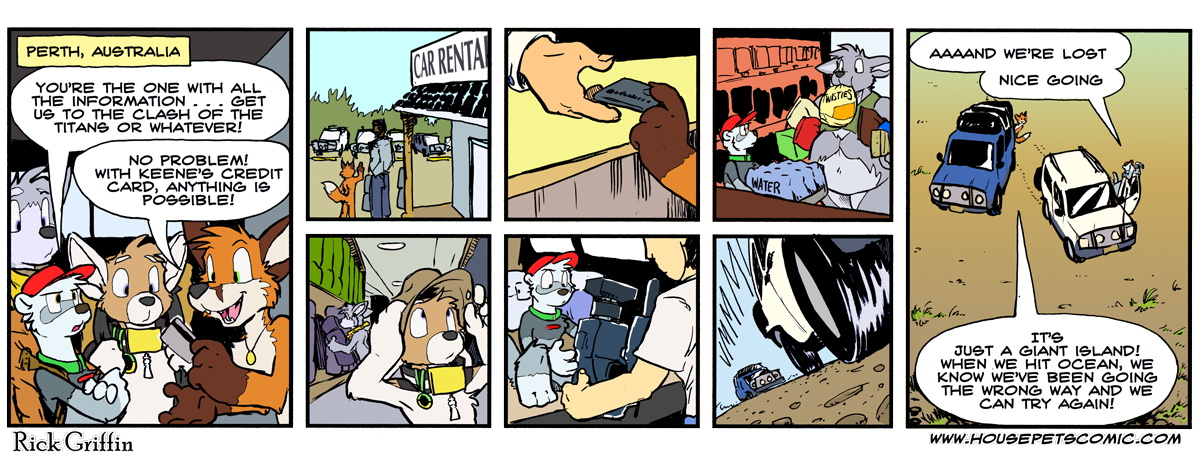 PERTH, AUSTRALIA
YOU'RE THE ONE WITH ALL
THE INFORMATION . . . GET
US TO THE CLASH OF THE
TITANS OR WHATEVER!
NO PROBLEM!
WITH KEENE'S CREDIT
CARD, ANYTHING IS
POSSIBLE!
CAR RENTA
TWISTIES
WATER
AAAAND WE'RE LOST
NICE GOING
IT'S
JUST A GIANT ISLAND!
WHEN WE HIT OCEAN, WE
KNOW WE'VE BEEN GOING
THE WRONG WAY AND WE
CAN TRY AGAIN!
Rick Griffin
WWW.HOUSEPETSCOMIC.COM